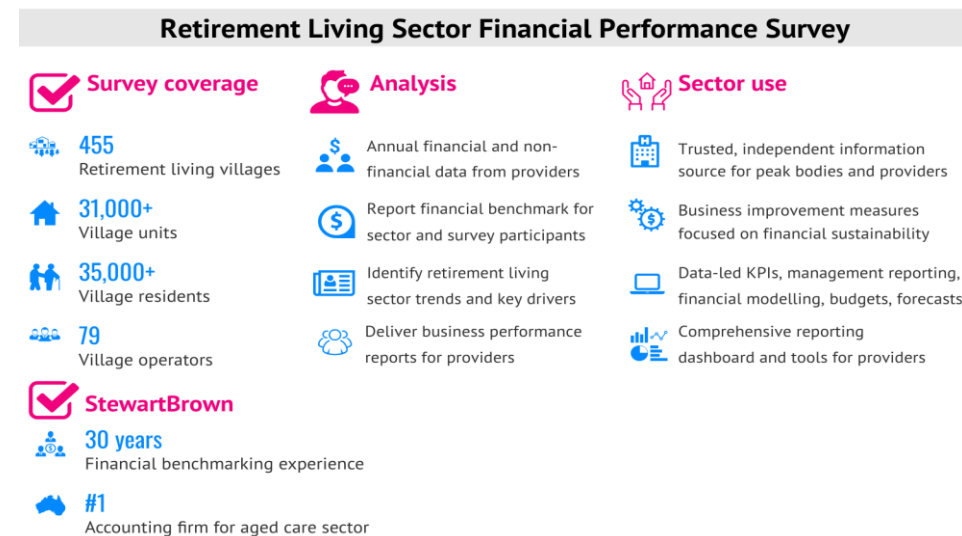 Retirement Living Sector Financial Performance Survey
Survey coverage
455
Retirement living villages
31,000+
Village units
35,000+
Village residents
79
Village operators
StewartBrown
30 years
Financial benchmarking experience
#1
Accounting firm for aged care sector
Analysis
Annual financial and non-
financial data from providers
Report financial benchmark for
sector and survey participants
Identify retirement living
sector trends and key drivers
Deliver business performance
reports for providers
Sector use
Trusted, independent information
source for peak bodies and providers
Business improvement measures
focused on financial sustainability
Data-led KPIs, management reporting,
financial modelling, budgets, forecasts
Comprehensive reporting
dashboard and tools for providers